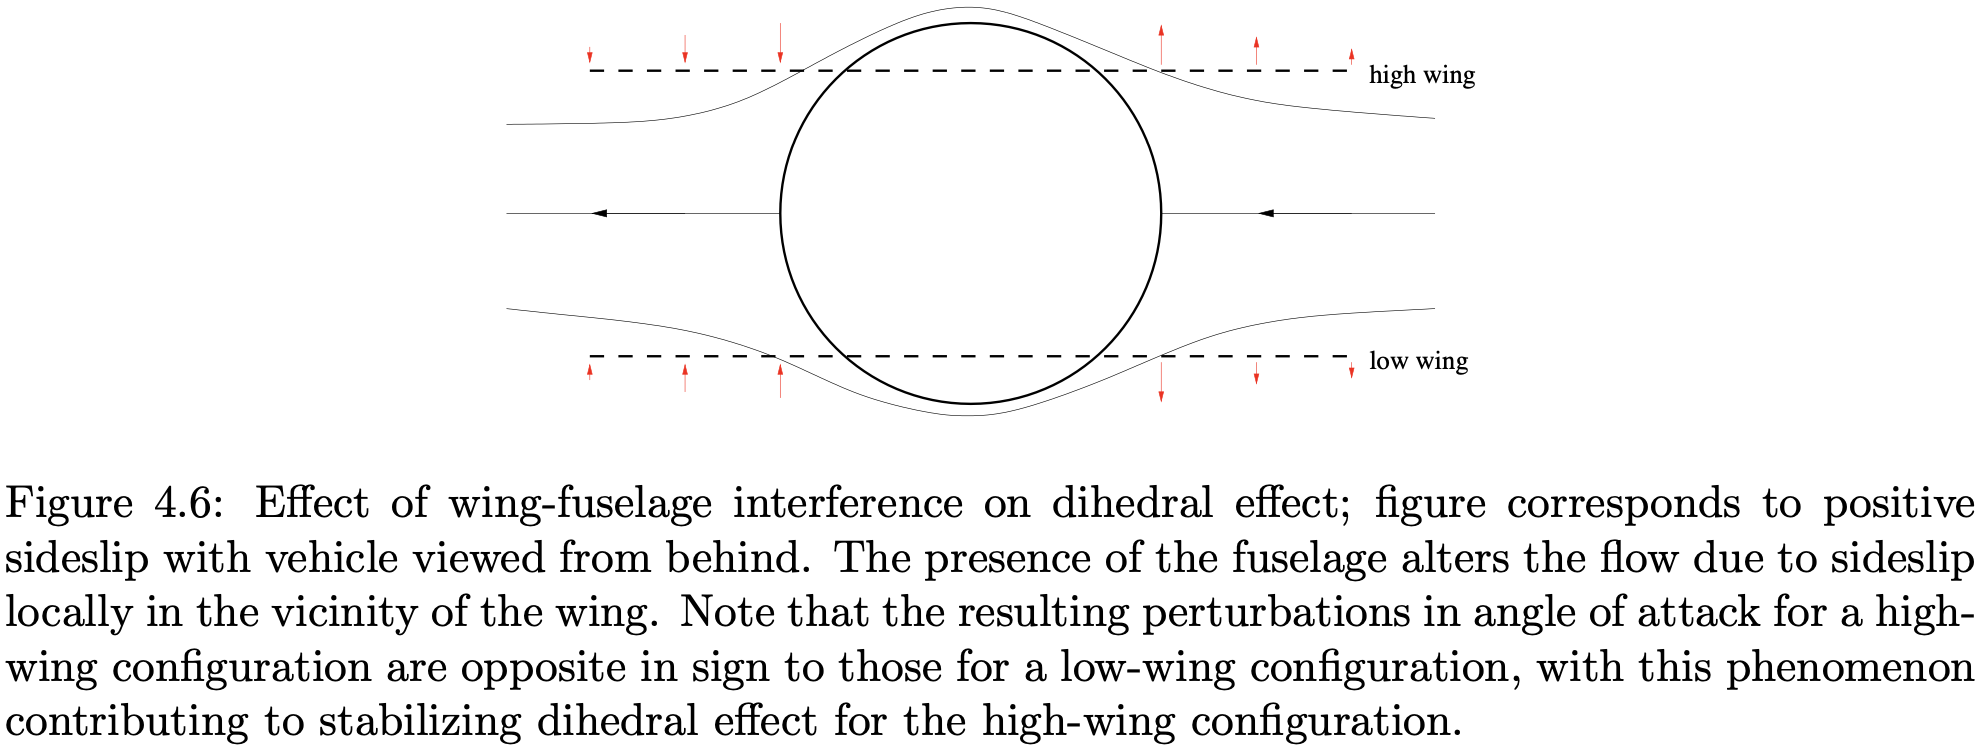 high wing
low wing
Figure 4.6: Effect of wing-fuselage interference on dihedral effect; figure corresponds to positive
sideslip with vehicle viewed from behind. The presence of the fuselage alters the flow due to sideslip
locally in the vicinity of the wing. Note that the resulting perturbations in angle of attack for a high-
wing configuration are opposite in sign to those for a low-wing configuration, with this phenomenon
contributing to stabilizing dihedral effect for the high-wing configuration.